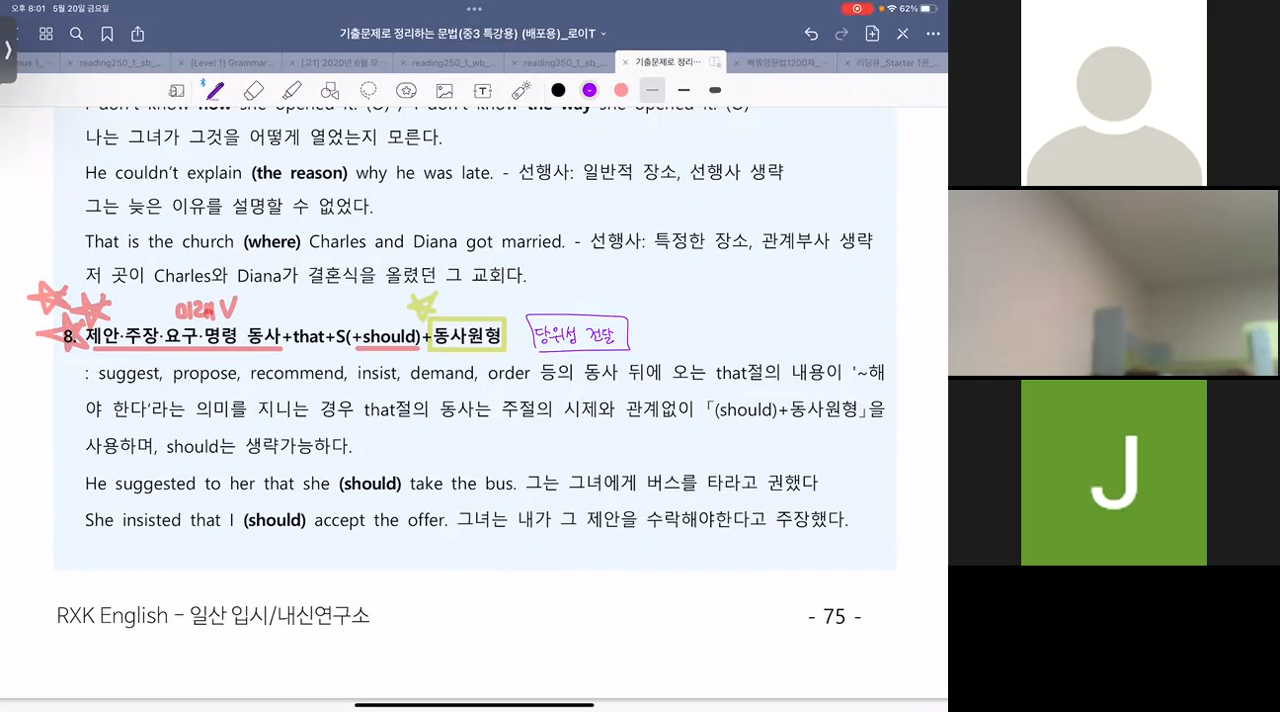 오후 8:01 5월 20일 금요일
62%
기출문제로 정리하는 문법(중3 특강용) (배포용)_로이T
reading250_1_sb_...
[Level 1] Grammar...
[고1] 2020년 6월 모...
reading250_1_wb_...
reading250_1_sb_...
기출문제로 정리하...
리딩큐_Starter 1권_...
I don't know how she opened it. (O) / I don't know the way she opened it. (O)
나는 그녀가 그것을 어떻게 열었는지 모른다.
He couldn't explain (the reason) why he was late. - 선행사: 일반적 장소, 선행사 생략
그는 늦은 이유를 설명할 수 없었다.
That is the church (where) Charles and Diana got married. - 선행사: 특정한 장소, 관계부사 생략
저 곳이 Charles와 Diana가 결혼식을 올렸던 그 교회다.
미래 V
8. 제안·주장·요구·명령 동사+that+S(+should)+동사원형 당위성 전달
: suggest, propose, recommend, insist, demand, order 등의 동사 뒤에 오는 that절의 내용이 '~해
야 한다'라는 의미를 지니는 경우 that절의 동사는 주절의 시제와 관계없이 「(should)+동사원형」을
사용하며, should는 생략가능하다.
He suggested to her that she (should) take the bus. 그는 그녀에게 버스를 타라고 권했다
She insisted that I (should) accept the offer. 그녀는 내가 그 제안을 수락해야한다고 주장했다.
RXK English – 일산 입시/내신연구소
- 75 -
J